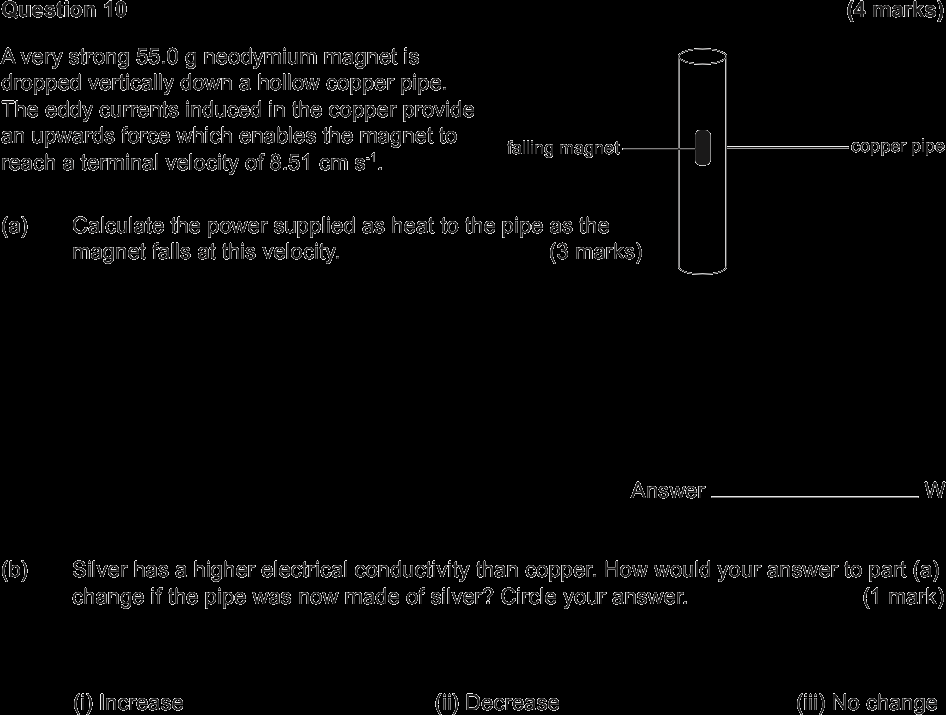 Question 10 (4 marks)
A very strong 55.0 g neodymium magnet is
dropped vertically down a hollow copper pipe.
The eddy currents induced in the copper provide
an upwards force which enables the magnet to
reach a terminal velocity of 8.51 cm s⁻¹.
falling magnet
copper pipe
(a) Calculate the power supplied as heat to the pipe as the
magnet falls at this velocity. (3 marks)
Answer ____________________ W
(b) Silver has a higher electrical conductivity than copper. How would your answer to part (a)
change if the pipe was now made of silver? Circle your answer. (1 mark)
(i) Increase (ii) Decrease (iii) No change